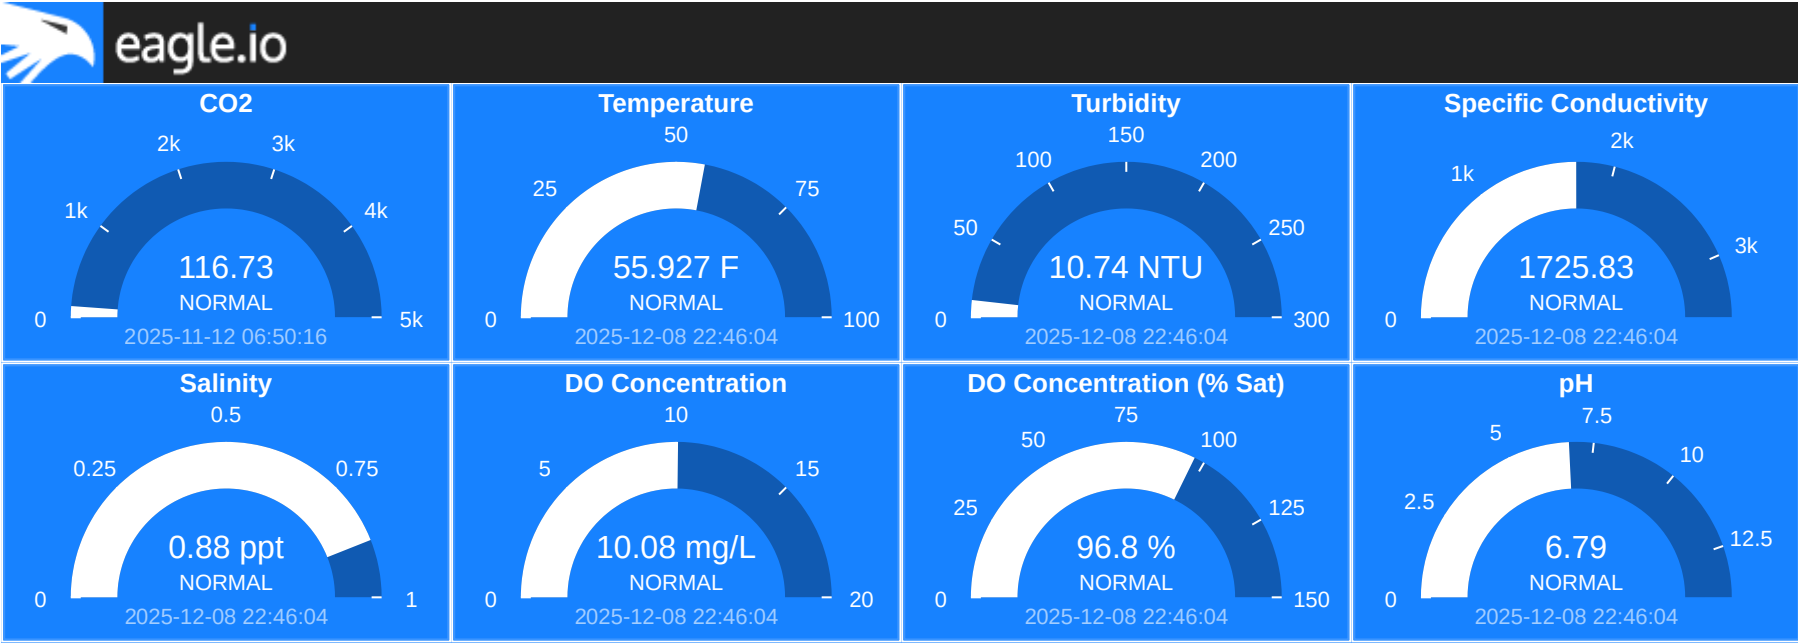 eagle.io
CO2
2k
3k
1k
4k
116.73
NORMAL
0
5k
2025-11-12 06:50:16
Temperature
50
25
75
55.927 F
NORMAL
0
100
2025-12-08 22:46:04
Turbidity
150
100
200
50
250
10.74 NTU
NORMAL
0
300
2025-12-08 22:46:04
Specific Conductivity
2k
1k
3k
1725.83
NORMAL
0
2025-12-08 22:46:04
Salinity
0.5
0.25
0.75
0.88 ppt
NORMAL
0
1
2025-12-08 22:46:04
DO Concentration
10
5
15
10.08 mg/L
NORMAL
0
20
2025-12-08 22:46:04
DO Concentration (% Sat)
75
50
100
25
125
96.8 %
NORMAL
0
150
2025-12-08 22:46:04
pH
7.5
5
10
2.5
12.5
6.79
NORMAL
0
2025-12-08 22:46:04